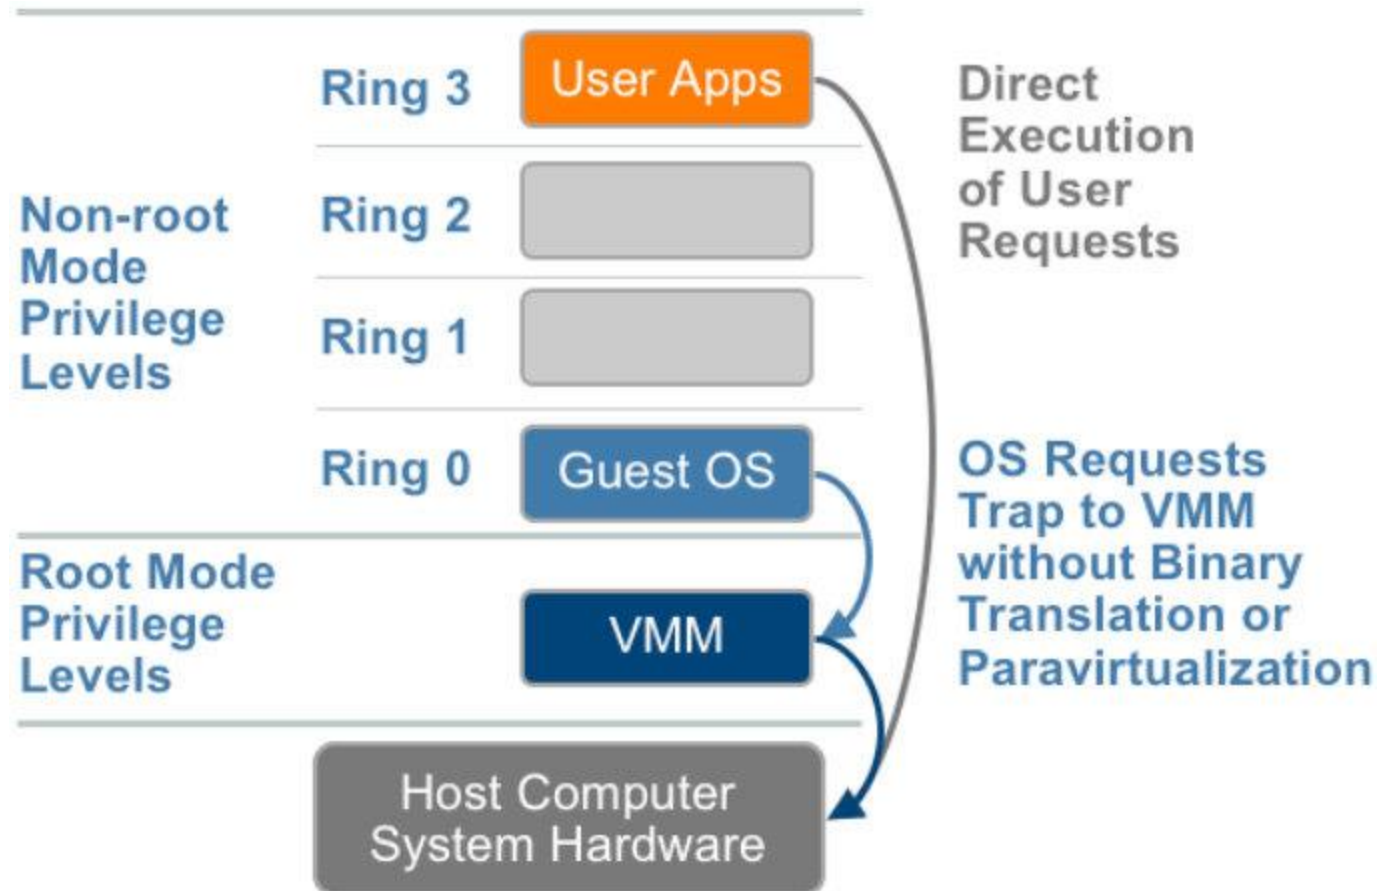 Ring 3
User Apps
Direct
Execution
of User
Requests
Non-root
Mode
Privilege
Levels
Ring 2
Ring 1
Ring 0
Guest OS
OS Requests
Trap to VMM
without Binary
Translation or
Paravirtualization
Root Mode
Privilege
Levels
VMM
Host Computer
System Hardware